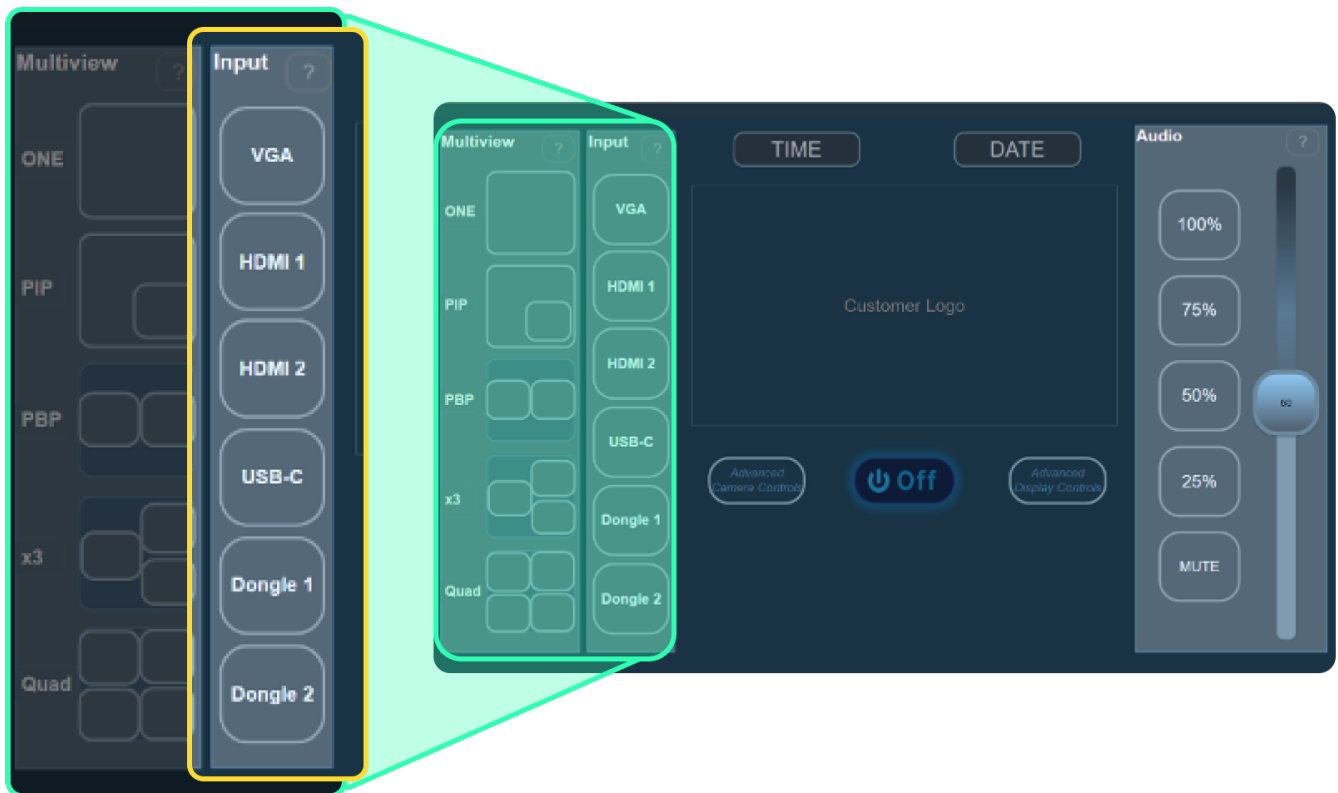 Multiview ?
ONE
PIP
PBP
x3
Quad
Input ?
VGA
HDMI 1
HDMI 2
USB-C
Dongle 1
Dongle 2
Multiview ?
ONE
PIP
PBP
x3
Quad
Input ?
VGA
HDMI 1
HDMI 2
USB-C
Dongle 1
Dongle 2
TIME
DATE
Customer Logo
Advanced
Camera Controls
Off
Advanced
Display Controls
Audio ?
100%
75%
50%
25%
MUTE
60